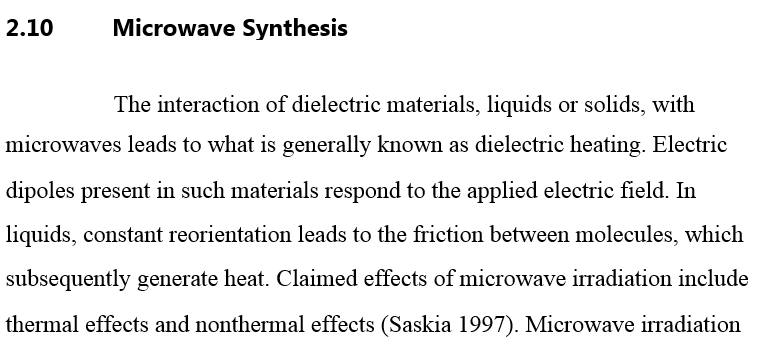 2.10 Microwave Synthesis
The interaction of dielectric materials, liquids or solids, with
microwaves leads to what is generally known as dielectric heating. Electric
dipoles present in such materials respond to the applied electric field. In
liquids, constant reorientation leads to the friction between molecules, which
subsequently generate heat. Claimed effects of microwave irradiation include
thermal effects and nonthermal effects (Saskia 1997). Microwave irradiation